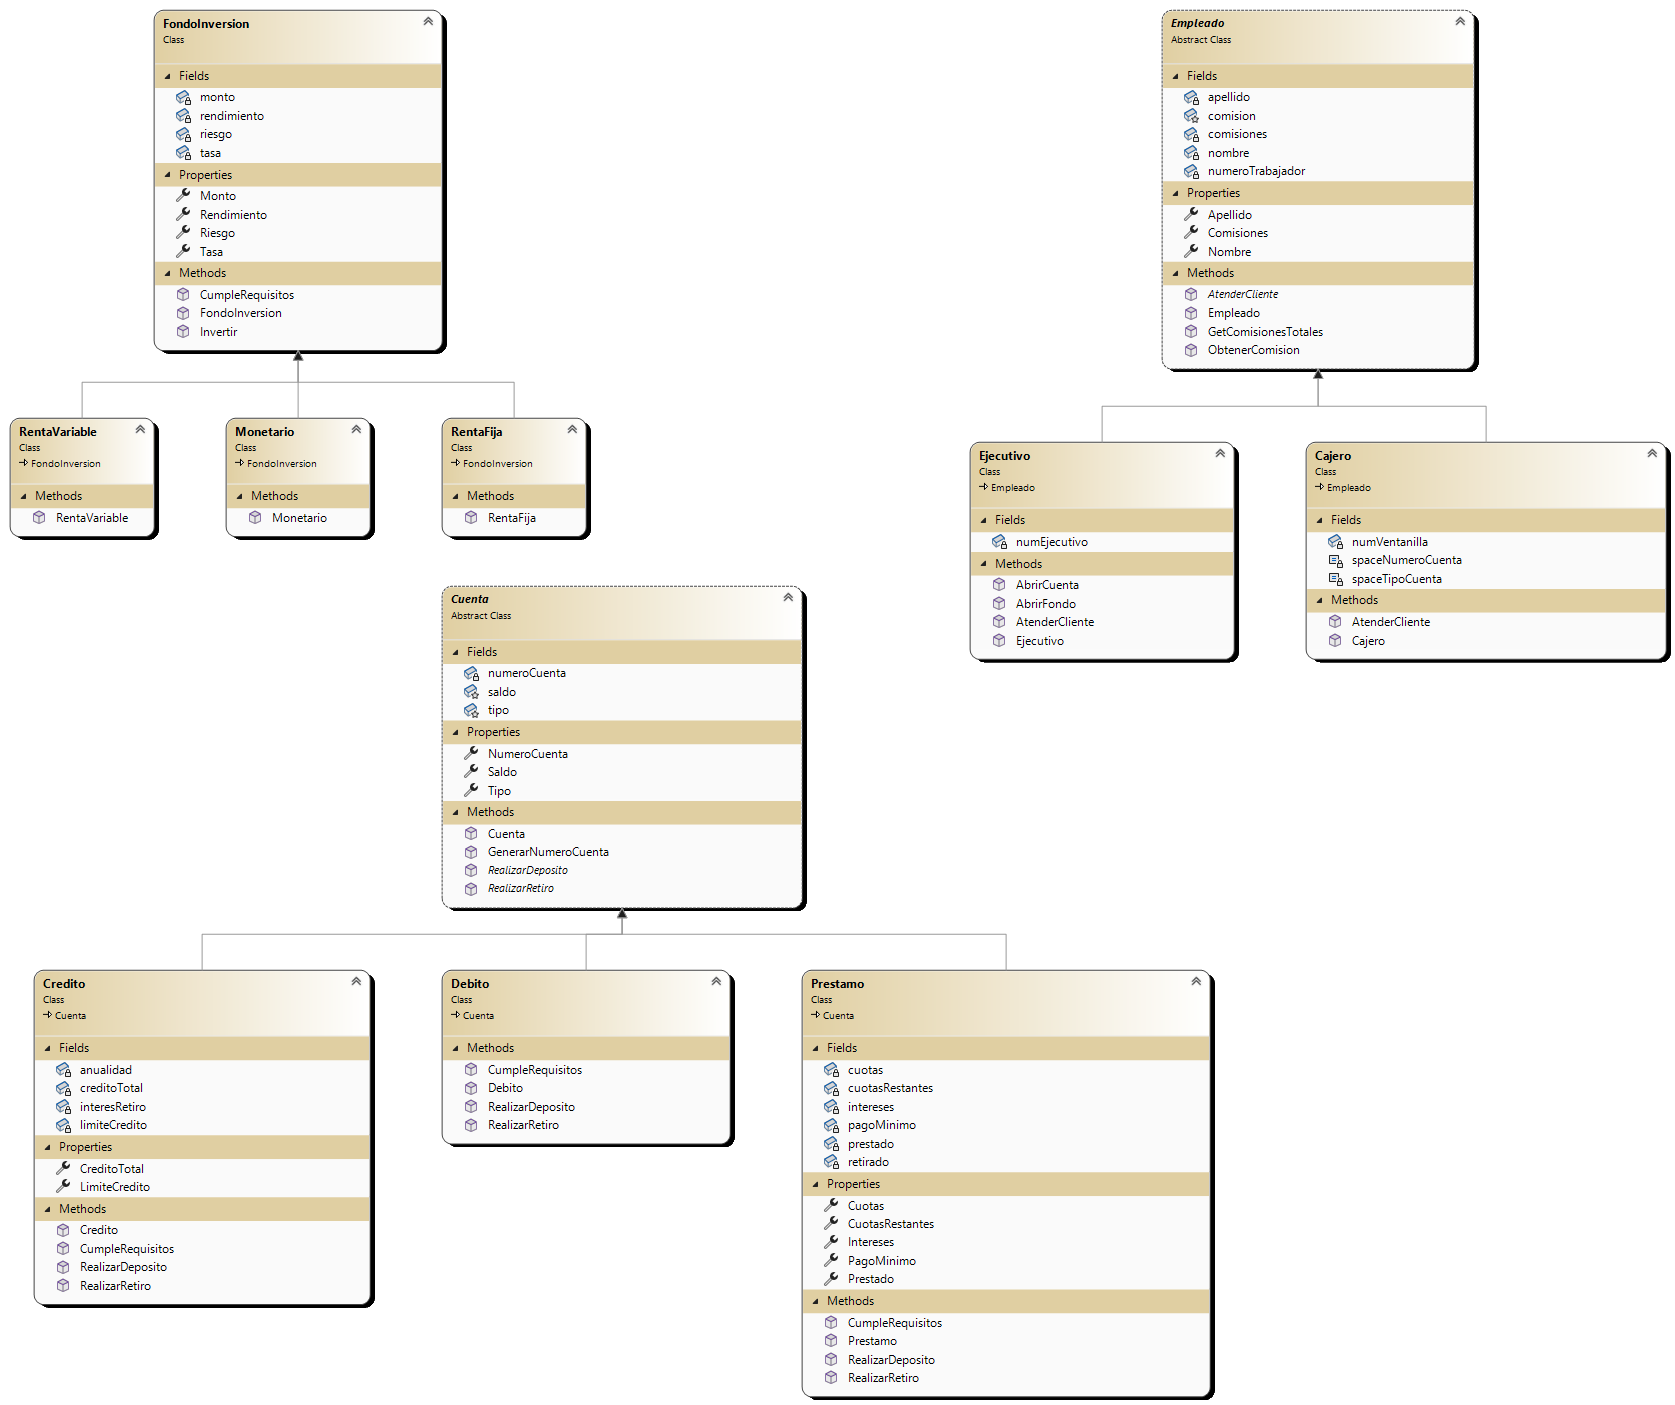 FondoInversion
Class
Fields
monto
rendimiento
riesgo
tasa
Properties
Monto
Rendimiento
Riesgo
Tasa
Methods
CumpleRequisitos
FondoInversion
Invertir
Empleado
Abstract Class
Fields
apellido
comision
comisiones
nombre
numeroTrabajador
Properties
Apellido
Comisiones
Nombre
Methods
AtenderCliente
Empleado
GetComisionesTotales
ObtenerComision
RentaVariable
Class
FondoInversion
Methods
RentaVariable
Monetario
Class
FondoInversion
Methods
Monetario
RentaFija
Class
FondoInversion
Methods
RentaFija
Ejecutivo
Class
Empleado
Fields
numEjecutivo
Methods
AbrirCuenta
AbrirFondo
AtenderCliente
Ejecutivo
Cajero
Class
Empleado
Fields
numVentanilla
spaceNumeroCuenta
spaceTipoCuenta
Methods
AtenderCliente
Cajero
Cuenta
Abstract Class
Fields
numeroCuenta
saldo
tipo
Properties
NumeroCuenta
Saldo
Tipo
Methods
Cuenta
GenerarNumeroCuenta
RealizarDeposito
RealizarRetiro
Credito
Class
Cuenta
Fields
anualidad
creditoTotal
interesRetiro
limiteCredito
Properties
CreditoTotal
LimiteCredito
Methods
Credito
CumpleRequisitos
RealizarDeposito
RealizarRetiro
Debito
Class
Cuenta
Methods
CumpleRequisitos
Debito
RealizarDeposito
RealizarRetiro
Prestamo
Class
Cuenta
Fields
cuotas
cuotasRestantes
intereses
pagoMinimo
prestado
retirado
Properties
Cuotas
CuotasRestantes
Intereses
PagoMinimo
Prestado
Methods
CumpleRequisitos
Prestamo
RealizarDeposito
RealizarRetiro